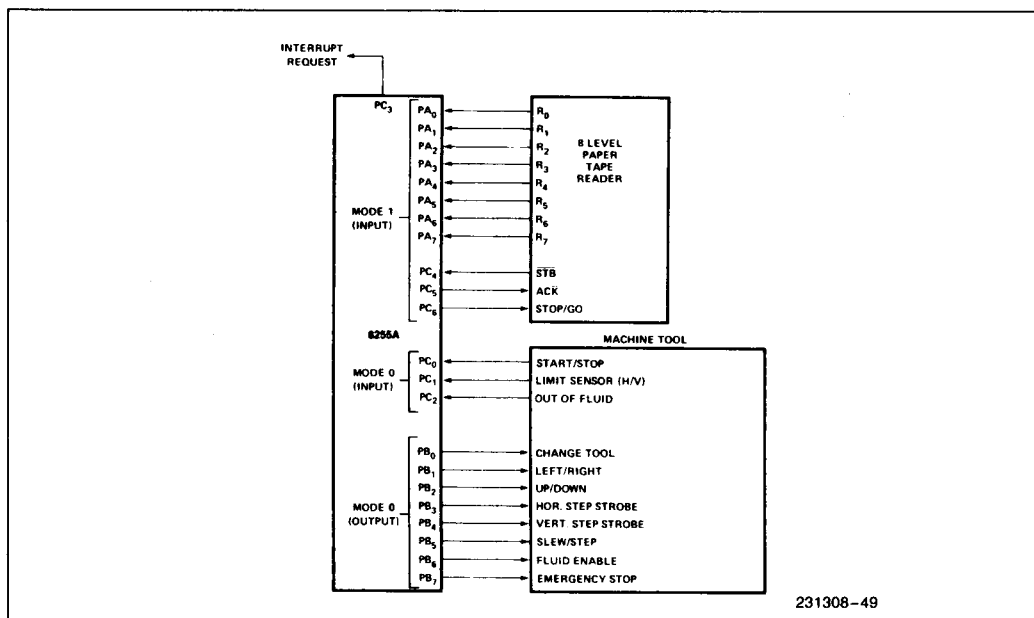 INTERRUPT
REQUEST
PC3
PA0
PA1
PA2
PA3
PA4
PA5
PA6
PA7
MODE 1
(INPUT)
PC4
PC5
PC6
R0
R1
R2
R3
R4
R5
R6
R7
8 LEVEL
PAPER
TAPE
READER
STB
ACK
STOP/GO
8255A
MACHINE TOOL
MODE 0
(INPUT)
PC0
PC1
PC2
START/STOP
LIMIT SENSOR (H/V)
OUT OF FLUID
MODE 0
(OUTPUT)
PB0
PB1
PB2
PB3
PB4
PB5
PB6
PB7
CHANGE TOOL
LEFT/RIGHT
UP/DOWN
HOR. STEP STROBE
VERT. STEP STROBE
SLEW/STEP
FLUID ENABLE
EMERGENCY STOP
231308-49